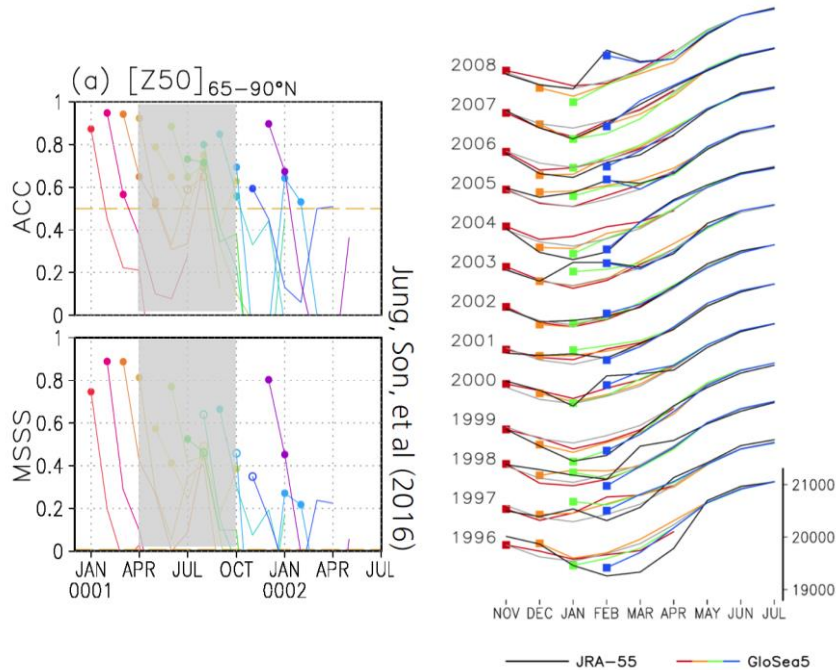 (a) [Z50]65-90°N
1
0.8
0.6
0.4
0.2
0
ACC
1
0.8
0.6
0.4
0.2
0
MSSS
JAN
0001
APR
JUL
OCT
JAN
0002
APR
JUL
Jung, Son, et al (2016)
2008
2007
2006
2005
2004
2003
2002
2001
2000
1999
1998
1997
1996
21000
20000
19000
NOV DEC JAN FEB MAR APR MAY JUN JUL
JRA-55 GloSea5